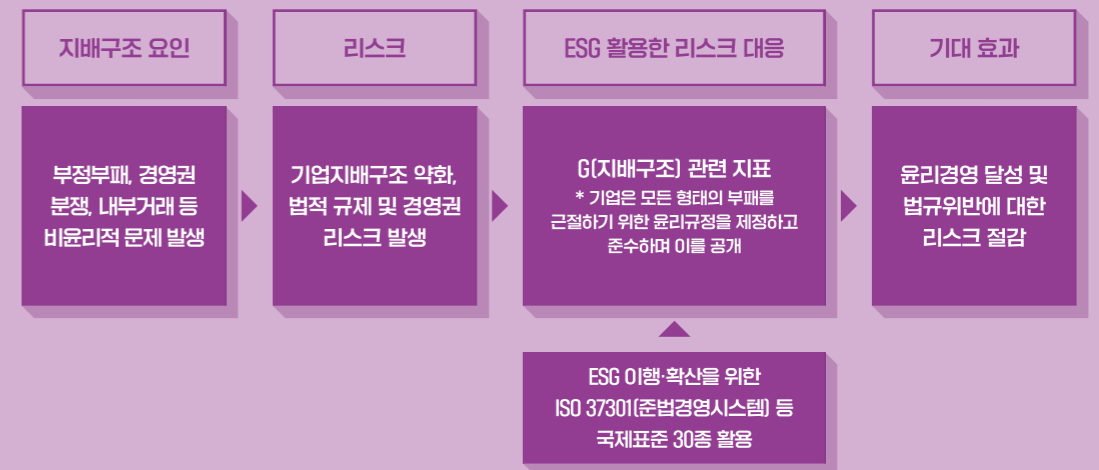 지배구조 요인
리스크
ESG 활용한 리스크 대응
기대 효과
부정부패, 경영권
분쟁, 내부거래 등
비윤리적 문제 발생
기업지배구조 약화,
법적 규제 및 경영권
리스크 발생
G(지배구조) 관련 지표
* 기업은 모든 형태의 부패를
근절하기 위한 윤리규정을 제정하고
준수하며 이를 공개
윤리경영 달성 및
법규위반에 대한
리스크 절감
ESG 이행·확산을 위한
ISO 37301(준법경영시스템) 등
국제표준 30종 활용